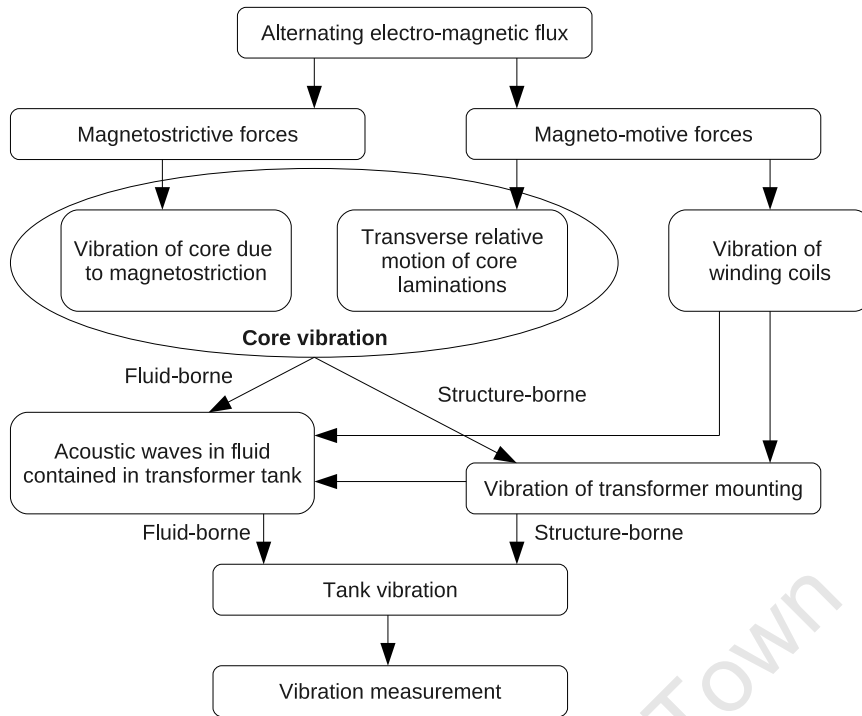 Alternating electro-magnetic flux
Magnetostrictive forces
Magneto-motive forces
Vibration of core due
to magnetostriction
Transverse relative
motion of core
laminations
Vibration of
winding coils
Core vibration
Fluid-borne
Structure-borne
Acoustic waves in fluid
contained in transformer tank
Vibration of transformer mounting
Fluid-borne
Structure-borne
Tank vibration
Vibration measurement
Town